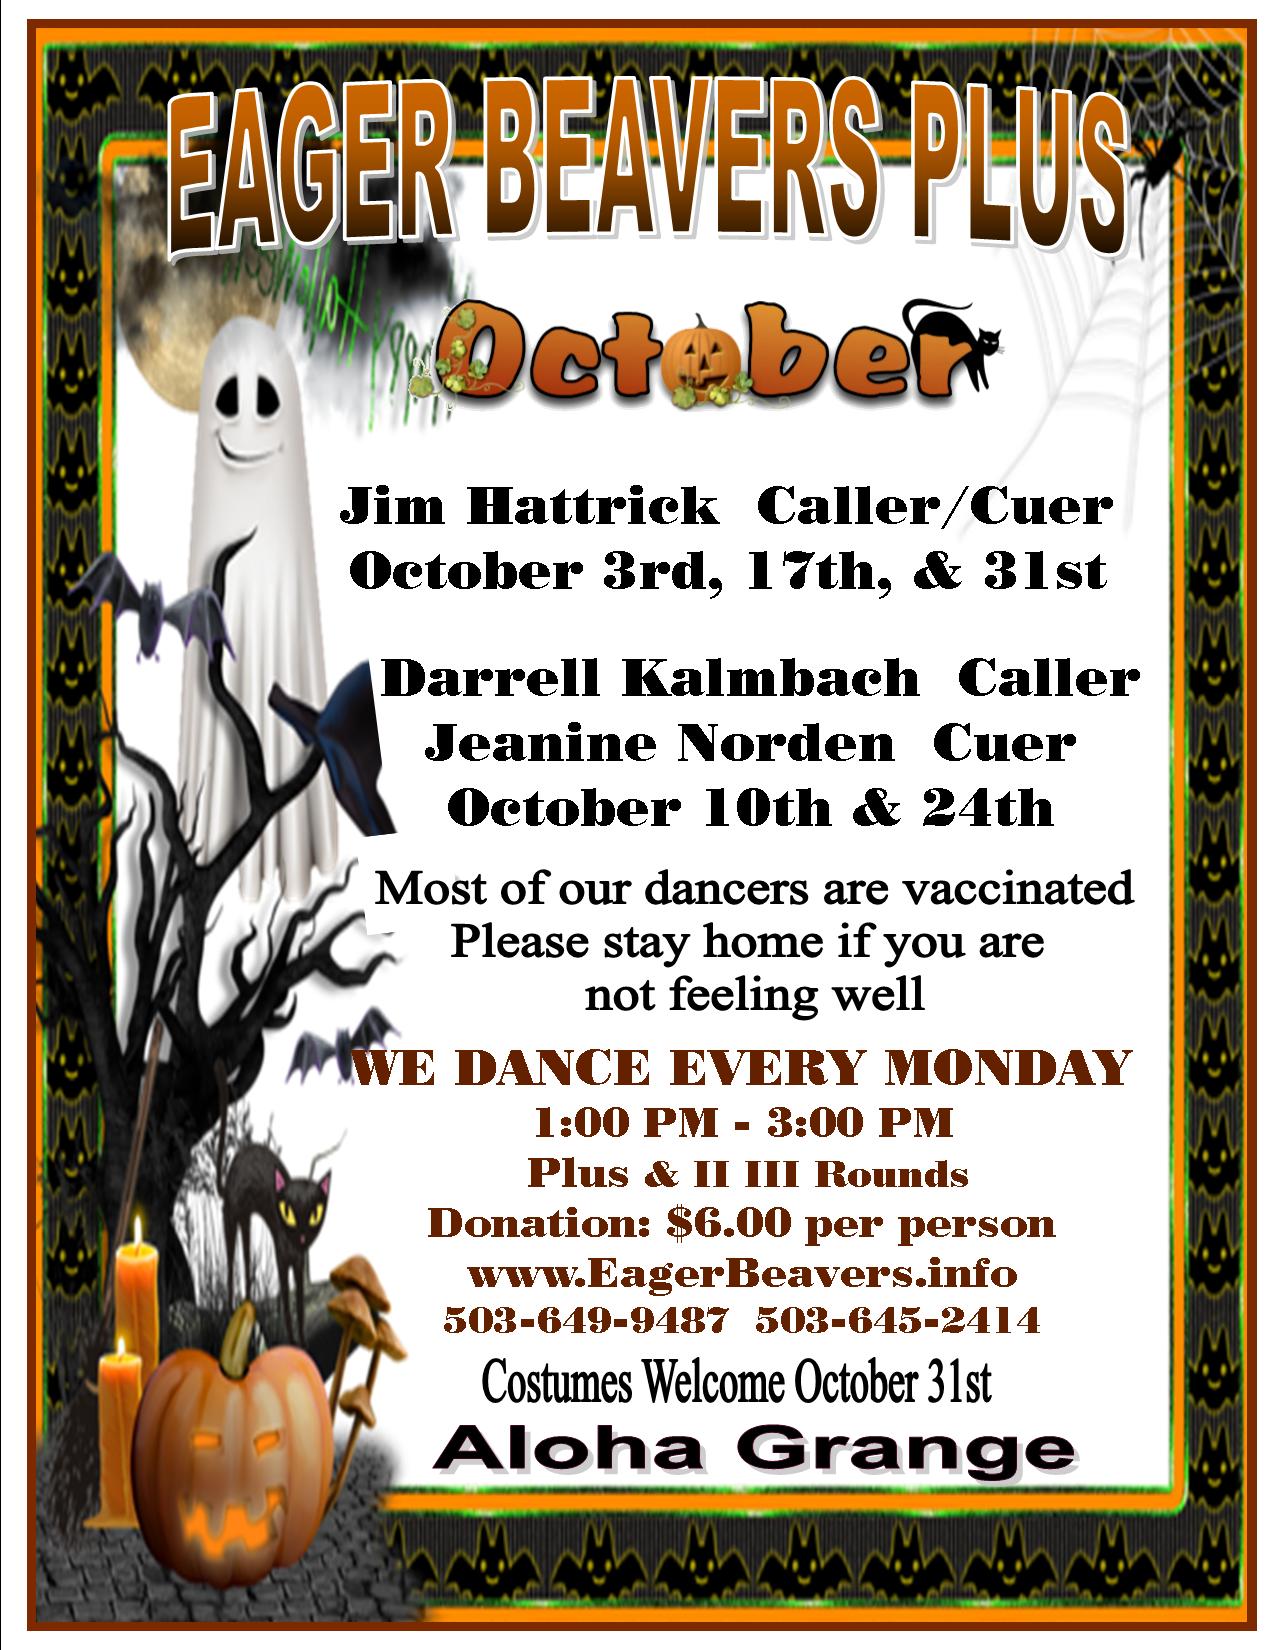 EAGER BEAVERS PLUS
Happy Halloween
October
Jim Hattrick Caller/Cuer
October 3rd, 17th, & 31st
Darrell Kalmbach Caller
Jeanine Norden Cuer
October 10th & 24th
Most of our dancers are vaccinated
Please stay home if you are
not feeling well
WE DANCE EVERY MONDAY
1:00 PM - 3:00 PM
Plus & II III Rounds
Donation: $6.00 per person
www.EagerBeavers.info
503-649-9487 503-645-2414
Costumes Welcome October 31st
Aloha Grange